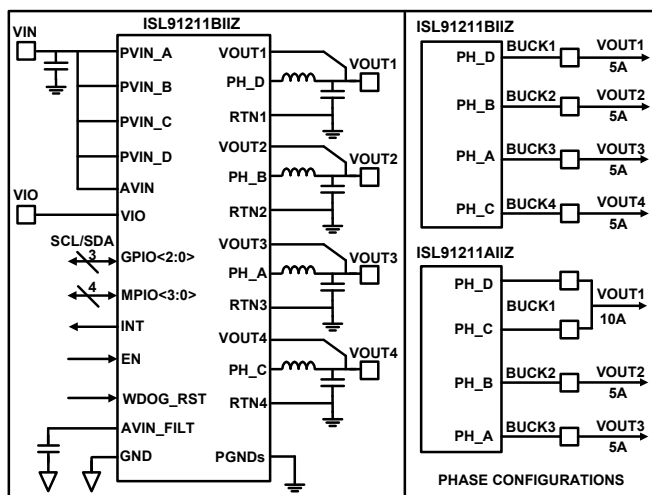 ISL91211BIIZ
VIN
PVIN_A
PVIN_B
PVIN_C
PVIN_D
AVIN
VIO
VIO
SCL/SDA
3
GPIO<2:0>
4
MPIO<3:0>
INT
EN
WDOG_RST
AVIN_FILT
GND
VOUT1
PH_D
VOUT1
RTN1
VOUT2
PH_B
VOUT2
RTN2
VOUT3
PH_A
VOUT3
RTN3
VOUT4
PH_C
VOUT4
RTN4
PGNDs
ISL91211BIIZ
PH_D BUCK1 VOUT1
5A
PH_B BUCK2 VOUT2
5A
PH_A BUCK3 VOUT3
5A
PH_C BUCK4 VOUT4
5A
ISL91211AIIZ
PH_D
BUCK1 VOUT1
10A
PH_C
PH_B BUCK2 VOUT2
5A
PH_A BUCK3 VOUT3
5A
PHASE CONFIGURATIONS